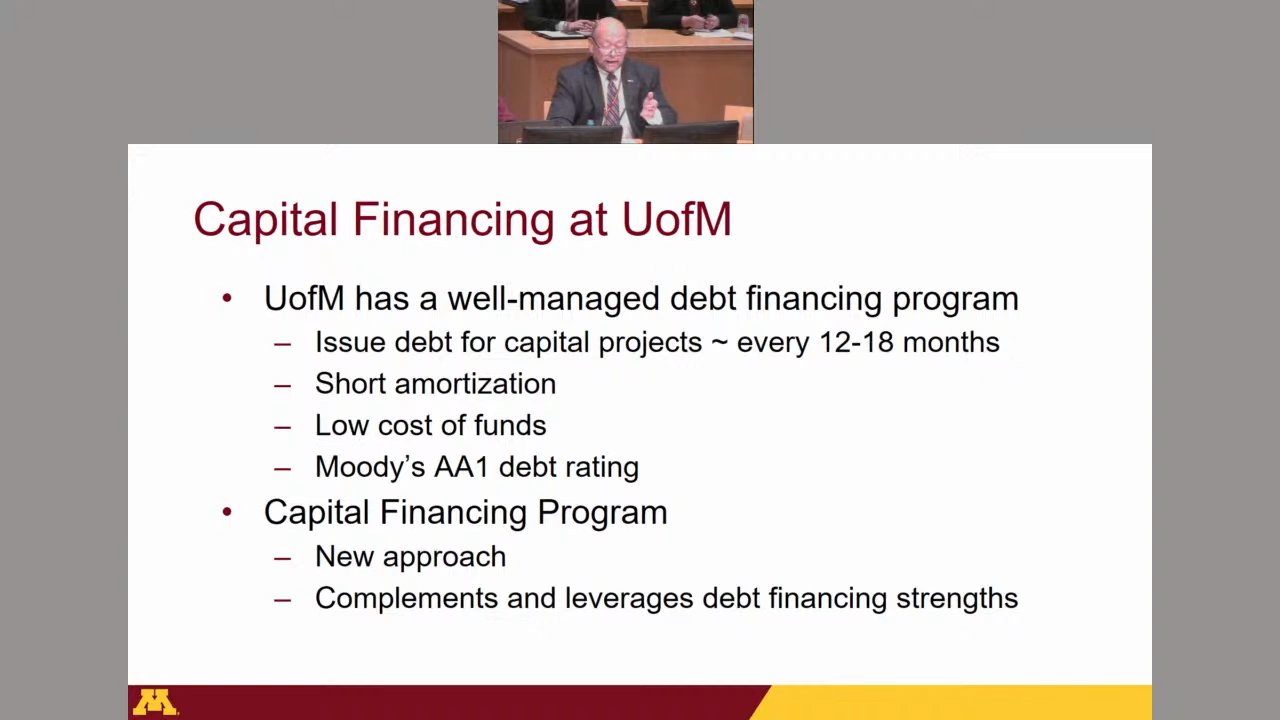 Capital Financing at UofM
• UofM has a well-managed debt financing program
– Issue debt for capital projects ~ every 12-18 months
– Short amortization
– Low cost of funds
– Moody’s AA1 debt rating
• Capital Financing Program
– New approach
– Complements and leverages debt financing strengths
M